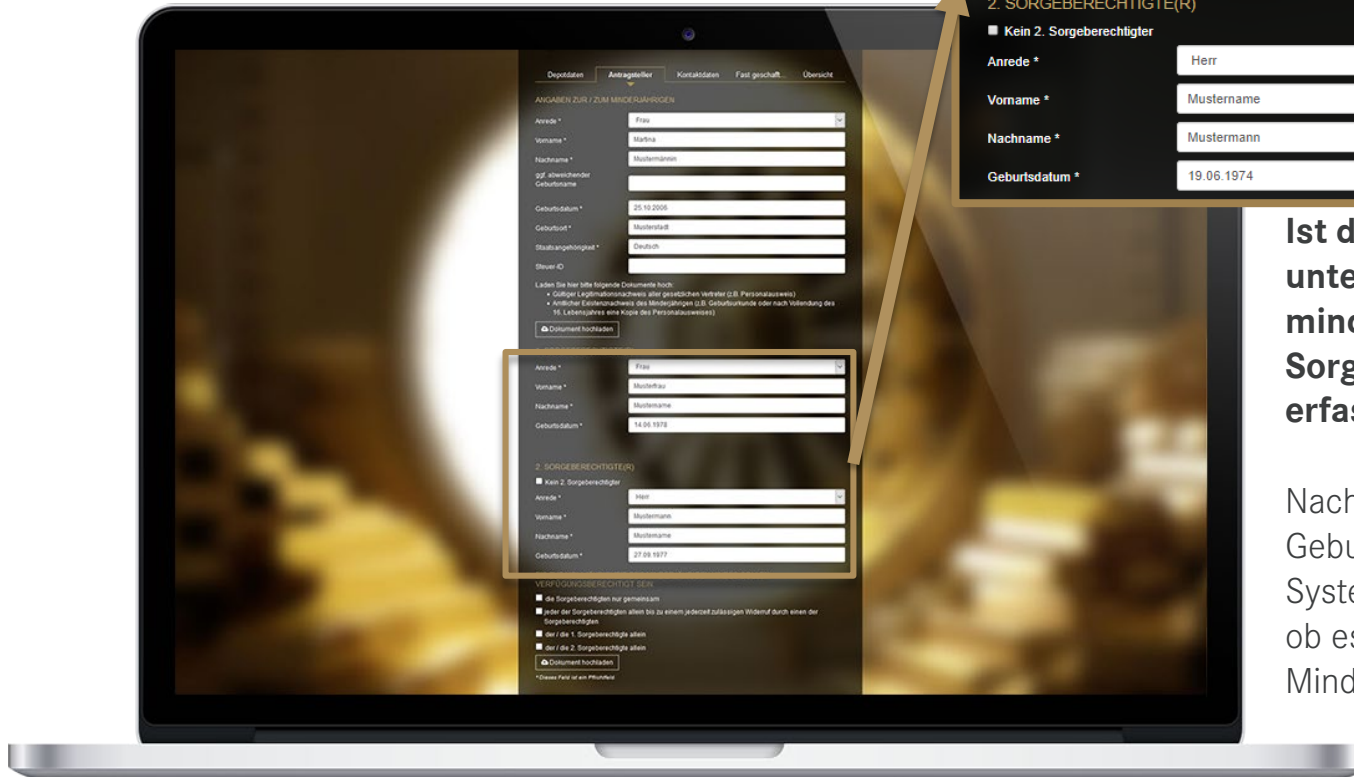 Depotdaten Antragsteller Kontaktdaten Fast geschafft... Übersicht
ANGABEN ZUR / ZUM MINDERJÄHRIGEN
Anrede * Frau
Vorname * Martina
Nachname * Mustermännin
ggf. abweichender
Geburtsname
Geburtsdatum * 25.10.2006
Geburtsort * Musterstadt
Staatsangehörigkeit * Deutsch
Steuer-ID
Laden Sie hier bitte folgende Dokumente hoch:
• Gültiger Legitimationsnachweis aller gesetzlichen Vertreter (z.B. Personalausweis)
• Amtlicher Existenznachweis des Minderjährigen (z.B. Geburtsurkunde oder nach Vollendung des
16. Lebensjahres eine Kopie des Personalausweises)
Dokument hochladen
Anrede * Frau
Vorname * Musterfrau
Nachname * Mustername
Geburtsdatum * 14.06.1978
2. SORGEBERECHTIGTE(R)
Kein 2. Sorgeberechtigter
Anrede * Herr
Vorname * Mustermann
Nachname * Mustername
Geburtsdatum * 27.09.1977
VERFÜGUNGSBERECHTIGT SEIN
die Sorgeberechtigten nur gemeinsam
jeder der Sorgeberechtigten allein bis zu einem jederzeit zulässigen Widerruf durch einen der
Sorgeberechtigten
der / die 1. Sorgeberechtigte allein
der / die 2. Sorgeberechtigte allein
Dokument hochladen
* Dieses Feld ist ein Pflichtfeld
2. SORGEBERECHTIGTE(R)
Kein 2. Sorgeberechtigter
Anrede * Herr
Vorname * Mustername
Nachname * Mustermann
Geburtsdatum * 19.06.1974
Ist d
unte
mind
Sorg
erfas
Nach
Gebu
Syste
ob es
Mind